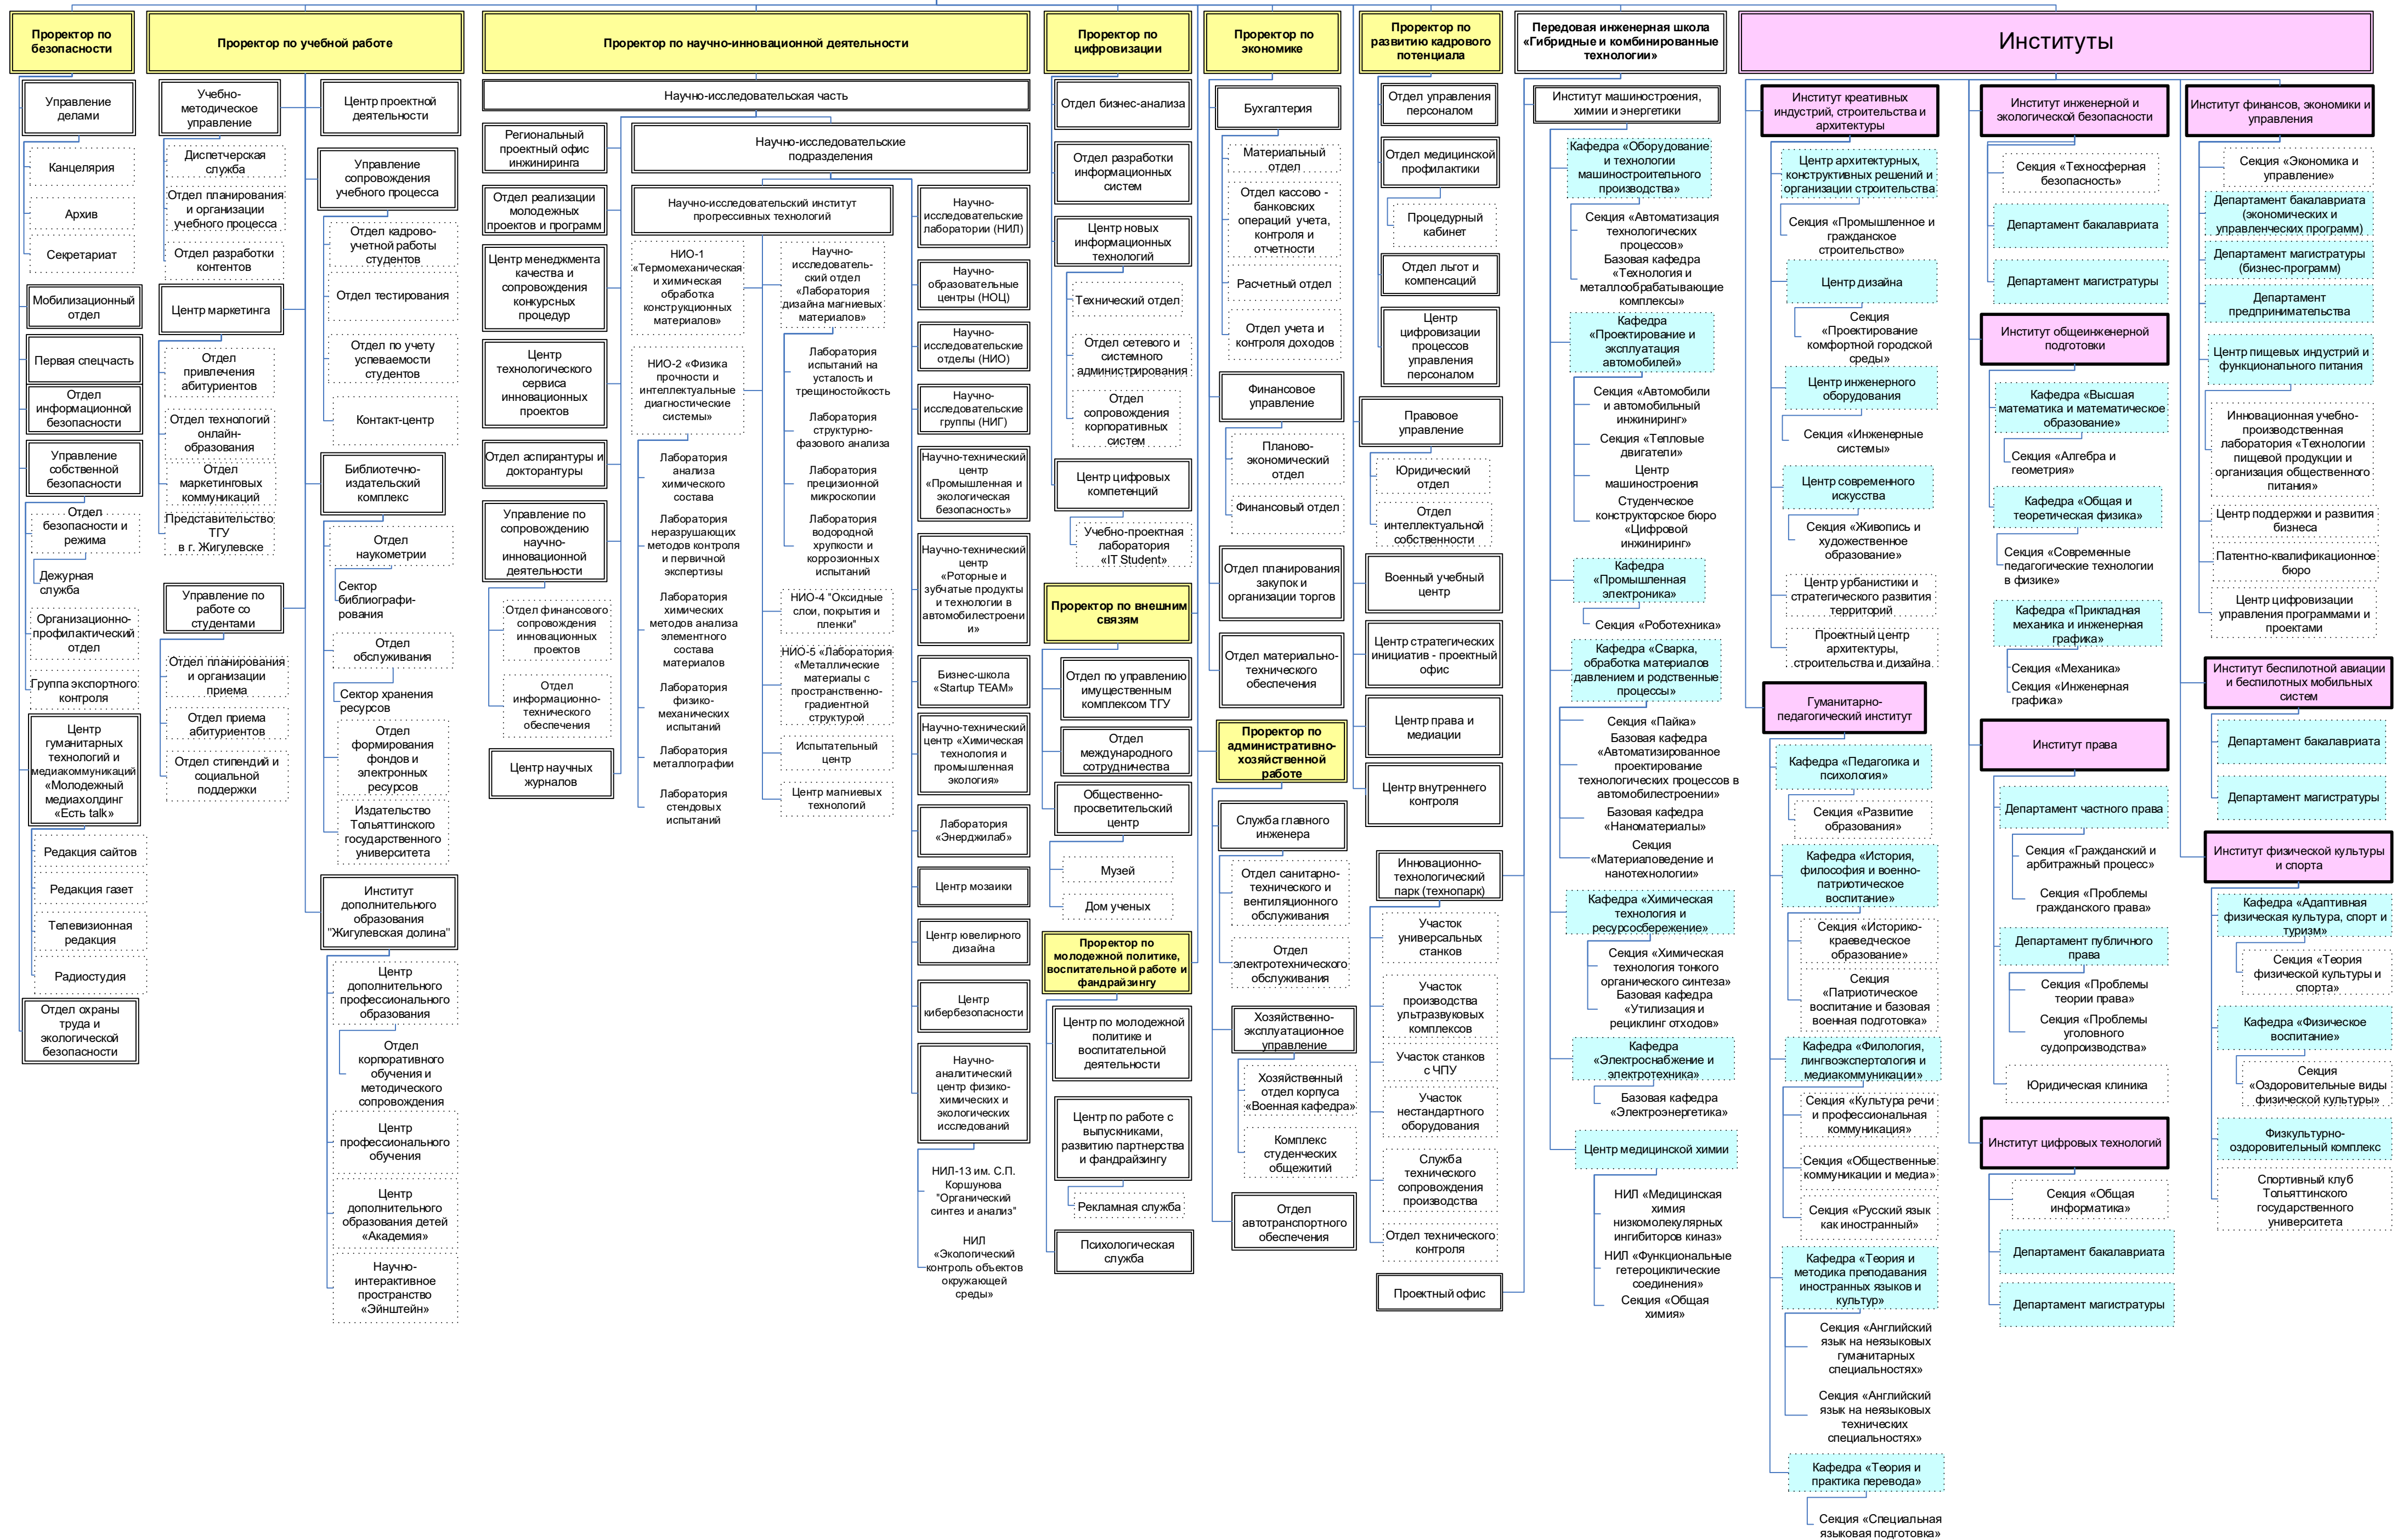 Проректор по
безопасности
Управление
делами
Канцелярия
Архив
Секретариат
Мобилизационный
отдел
Первая спецчасть
Отдел
информационной
безопасности
Управление
собственной
безопасности
Отдел
безопасности и
режима
Дежурная
служба
Организационно-
профилактический
отдел
Группа экспортного
контроля
Центр
гуманитарных
технологий и
медиакоммуникаций
«Молодежный
медиахолдинг
«Есть talk»
Редакция сайтов
Редакция газет
Телевизионная
редакция
Радиостудия
Отдел охраны
труда и
экологической
безопасности
Проректор по учебной работе
Учебно-
методическое
управление
Диспетчерская
служба
Отдел планирования
и организации
учебного процесса
Отдел разработки
контентов
Центр маркетинга
Отдел
привлечения
абитуриентов
Отдел технологий
онлайн-
образования
Отдел
маркетинговых
коммуникаций
Представительство
ТГУ
в г. Жигулевске
Управление по
работе со
студентами
Отдел планирования
и организации
приема
Отдел приема
абитуриентов
Отдел стипендий и
социальной
поддержки
Центр проектной
деятельности
Управление
сопровождения
учебного процесса
Отдел кадрово-
учетной работы
студентов
Отдел тестирования
Отдел по учету
успеваемости
студентов
Контакт-центр
Библиотечно-
издательский
комплекс
Отдел
наукометрии
Сектор
библиографи-
рования
Отдел
обслуживания
Сектор хранения
ресурсов
Отдел
формирования
фондов и
электронных
ресурсов
Издательство
Тольяттинского
государственного
университета
Институт
дополнительного
образования
"Жигулевская долина"
Центр
дополнительного
профессионального
образования
Отдел
корпоративного
обучения и
методического
сопровождения
Центр
профессионального
обучения
Центр
дополнительного
образования детей
«Академия»
Научно-
интерактивное
пространство
«Эйнштейн»
Проректор по научно-инновационной деятельности
Научно-исследовательская часть
Региональный
проектный офис
инжиниринга
Отдел реализации
молодежных
проектов и программ
Центр менеджмента
качества и
сопровождения
конкурсных
процедур
Центр
технологического
сервиса
инновационных
проектов
Отдел аспирантуры и
докторантуры
Управление по
сопровождению
научно-
инновационной
деятельности
Отдел финансового
сопровождения
инновационных
проектов
Отдел
информационно-
технического
обеспечения
Центр научных
журналов
Научно-исследовательские
подразделения
Научно-исследовательский институт
прогрессивных технологий
НИО-1
«Термомеханическая
и химическая
обработка
конструкционных
материалов»
НИО-2 «Физика
прочности и
интеллектуальные
диагностические
системы»
Лаборатория
анализа
химического
состава
Лаборатория
неразрушающих
методов контроля
и первичной
экспертизы
Лаборатория
химических
методов анализа
элементного
состава
материалов
Лаборатория
физико-
механических
испытаний
Лаборатория
металлографии
Лаборатория
стендовых
испытаний
Научно-
исследователь-
ский отдел
«Лаборатория
дизайна магниевых
материалов»
Лаборатория
испытаний на
усталость и
трещиностойкость
Лаборатория
структурно-
фазового анализа
Лаборатория
прецизионной
микроскопии
Лаборатория
водородной
хрупкости и
коррозионных
испытаний
НИО-4 "Оксидные
слои, покрытия и
пленки"
НИО-5 «Лаборатория
«Металлические
материалы с
пространственно-
градиентной
структурой
Испытательный
центр
Центр магниевых
технологий
Научно-
исследовательские
лаборатории (НИЛ)
Научно-
образовательные
центры (НОЦ)
Научно-
исследовательские
отделы (НИО)
Научно-
исследовательские
группы (НИГ)
Научно-технический
центр
«Промышленная и
экологическая
безопасность»
Научно-технический
центр
«Роторные и
зубчатые продукты
и технологии в
автомобилестроени
и»
Бизнес-школа
«Startup TEAM»
Научно-технический
центр «Химическая
технология и
промышленная
экология»
Лаборатория
«Энерджилаб»
Центр мозаики
Центр ювелирного
дизайна
Центр
кибербезопасности
Научно-
аналитический
центр физико-
химических и
экологических
исследований
НИЛ-13 им. С.П.
Коршунова
"Органический
синтез и анализ"
НИЛ
«Экологический
контроль объектов
окружающей
среды»
Проректор по
цифровизации
Отдел бизнес-анализа
Отдел разработки
информационных
систем
Центр новых
информационных
технологий
Технический отдел
Отдел сетевого и
системного
администрирования
Отдел
сопровождения
корпоративных
систем
Центр цифровых
компетенций
Учебно-проектная
лаборатория
«IT Student»
Проректор по внешним
связям
Отдел по управлению
имущественным
комплексом ТГУ
Отдел
международного
сотрудничества
Общественно-
просветительский
центр
Музей
Дом ученых
Проректор по
молодежной политике,
воспитательной работе и
фандрайзингу
Центр по молодежной
политике и
воспитательной
деятельности
Центр по работе с
выпускниками,
развитию партнерства
и фандрайзингу
Рекламная служба
Психологическая
служба
Проректор по
экономике
Бухгалтерия
Материальный
отдел
Отдел кассово -
банковских
операций учета,
контроля и
отчетности
Расчетный отдел
Отдел учета и
контроля доходов
Финансовое
управление
Планово-
экономический
отдел
Финансовый отдел
Отдел планирования
закупок и
организации торгов
Отдел материально-
технического
обеспечения
Проректор по
административно-
хозяйственной
работе
Служба главного
инженера
Отдел санитарно-
технического и
вентиляционного
обслуживания
Отдел
электротехнического
обслуживания
Хозяйственно-
эксплуатационное
управление
Хозяйственный
отдел корпуса
«Военная кафедра»
Комплекс
студенческих
общежитий
Отдел
автотранспортного
обеспечения
Проректор по
развитию кадрового
потенциала
Отдел управления
персоналом
Отдел медицинской
профилактики
Процедурный
кабинет
Отдел льгот и
компенсаций
Центр
цифровизации
процессов
управления
персоналом
Правовое
управление
Юридический
отдел
Отдел
интеллектуальной
собственности
Военный учебный
центр
Центр стратегических
инициатив - проектный
офис
Центр права и
медиации
Центр внутреннего
контроля
Инновационно-
технологический
парк (технопарк)
Участок
универсальных
станков
Участок
производства
ультразвуковых
комплексов
Участок станков
с ЧПУ
Участок
нестандартного
оборудования
Служба
технического
сопровождения
производства
Отдел технического
контроля
Проектный офис
Передовая инженерная школа
«Гибридные и комбинированные
технологии»
Институт машиностроения,
химии и энергетики
Кафедра «Оборудование
и технологии
машиностроительного
производства»
Секция «Автоматизация
технологических
процессов»
Базовая кафедра
«Технология и
металлообрабатывающие
комплексы»
Кафедра
«Проектирование и
эксплуатация
автомобилей»
Секция «Автомобили
и автомобильный
инжиниринг»
Секция «Тепловые
двигатели»
Центр
машиностроения
Студенческое
конструкторское бюро
«Цифровой
инжиниринг»
Кафедра
«Промышленная
электроника»
Секция «Роботехника»
Кафедра «Сварка,
обработка материалов
давлением и родственные
процессы»
Секция «Пайка»
Базовая кафедра
«Автоматизированное
проектирование
технологических процессов в
автомобилестроении»
Базовая кафедра
«Наноматериалы»
Секция
«Материаловедение и
нанотехнологии»
Кафедра «Химическая
технология и
ресурсосбережение»
Секция «Химическая
технология тонкого
органического синтеза»
Базовая кафедра
«Утилизация и
рециклинг отходов»
Кафедра
«Электроснабжение и
электротехника»
Базовая кафедра
«Электроэнергетика»
Центр медицинской химии
НИЛ «Медицинская
химия
низкомолекулярных
ингибиторов киназ»
НИЛ «Функциональные
гетероциклические
соединения»
Секция «Общая
химия»
Институты
Институт креативных
индустрий, строительства и
архитектуры
Центр архитектурных,
конструктивных решений и
организации строительства
Секция «Промышленное и
гражданское
строительство»
Центр дизайна
Секция
«Проектирование
комфортной городской
среды»
Центр инженерного
оборудования
Секция «Инженерные
системы»
Центр современного
искусства
Секция «Живопись и
художественное
образование»
Центр урбанистики и
стратегического развития
территорий
Проектный центр
архитектуры,
строительства и дизайна
Гуманитарно-
педагогический институт
Кафедра «Педагогика и
психология»
Секция «Развитие
образования»
Кафедра «История,
философия и военно-
патриотическое
воспитание»
Секция «Историко-
краеведческое
образование»
Секция
«Патриотическое
воспитание и базовая
военная подготовка»
Кафедра «Филология,
лингвоэкспертология и
медиакоммуникации»
Секция «Культура речи
и профессиональная
коммуникация»
Секция «Общественные
коммуникации и медиа»
Секция «Русский язык
как иностранный»
Кафедра «Теория и
методика преподавания
иностранных языков и
культур»
Секция «Английский
язык на неязыковых
гуманитарных
специальностях»
Секция «Английский
язык на неязыковых
технических
специальностях»
Кафедра «Теория и
практика перевода»
Секция «Специальная
языковая подготовка»
Институт инженерной и
экологической безопасности
Секция «Техносферная
безопасность»
Департамент бакалавриата
Департамент магистратуры
Институт общеинженерной
подготовки
Кафедра «Высшая
математика и математическое
образование»
Секция «Алгебра и
геометрия»
Кафедра «Общая и
теоретическая физика»
Секция «Современные
педагогические технологии
в физике»
Кафедра «Прикладная
механика и инженерная
графика»
Секция «Механика»
Секция «Инженерная
графика»
Институт права
Департамент частного права
Секция «Гражданский и
арбитражный процесс»
Секция «Проблемы
гражданского права»
Департамент публичного
права
Секция «Проблемы
теории права»
Секция «Проблемы
уголовного
судопроизводства»
Юридическая клиника
Институт цифровых технологий
Секция «Общая
информатика»
Департамент бакалавриата
Департамент магистратуры
Институт финансов, экономики и
управления
Секция «Экономика и
управление»
Департамент бакалавриата
(экономических и
управленческих программ)
Департамент магистратуры
(бизнес-программ)
Департамент
предпринимательства
Центр пищевых индустрий и
функционального питания
Инновационная учебно-
производственная
лаборатория «Технологии
пищевой продукции и
организация общественного
питания»
Центр поддержки и развития
бизнеса
Патентно-квалификационное
бюро
Центр цифровизации
управления программами и
проектами
Институт беспилотной авиации
и беспилотных мобильных
систем
Департамент бакалавриата
Департамент магистратуры
Институт физической культуры
и спорта
Кафедра «Адаптивная
физическая культура, спорт и
туризм»
Секция «Теория
физической культуры и
спорта»
Кафедра «Физическое
воспитание»
Секция
«Оздоровительные виды
физической культуры»
Физкультурно-
оздоровительный комплекс
Спортивный клуб
Тольяттинского
государственного
университета